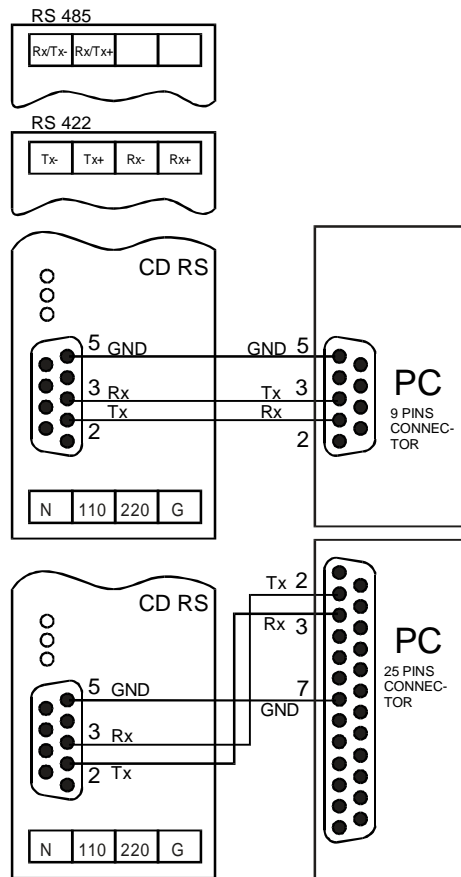 RS 485
Rx/Tx- Rx/Tx+
RS 422
Tx- Tx+ Rx- Rx+
CD RS
5 GND GND 5
3 Rx Tx 3
Tx Rx
2 2
PC
9 PINS
CONNEC-
TOR
N 110 220 G
CD RS
Tx 2
Rx 3
5 GND 7
GND
3 Rx
2 Tx
PC
25 PINS
CONNEC-
TOR
N 110 220 G